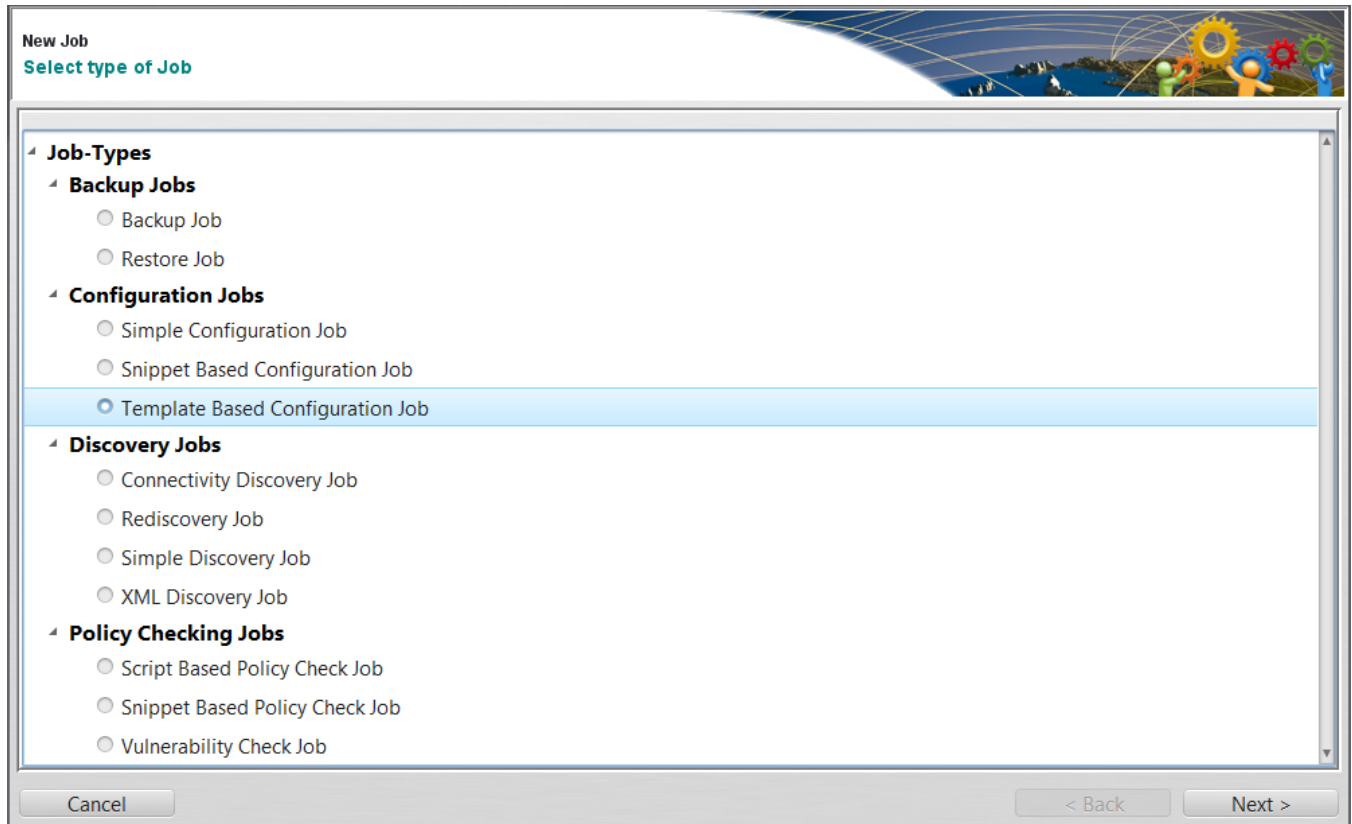 New Job
Select type of Job
Job-Types
Backup Jobs
Backup Job
Restore Job
Configuration Jobs
Simple Configuration Job
Snippet Based Configuration Job
Template Based Configuration Job
Discovery Jobs
Connectivity Discovery Job
Rediscovery Job
Simple Discovery Job
XML Discovery Job
Policy Checking Jobs
Script Based Policy Check Job
Snippet Based Policy Check Job
Vulnerability Check Job
Cancel < Back Next >